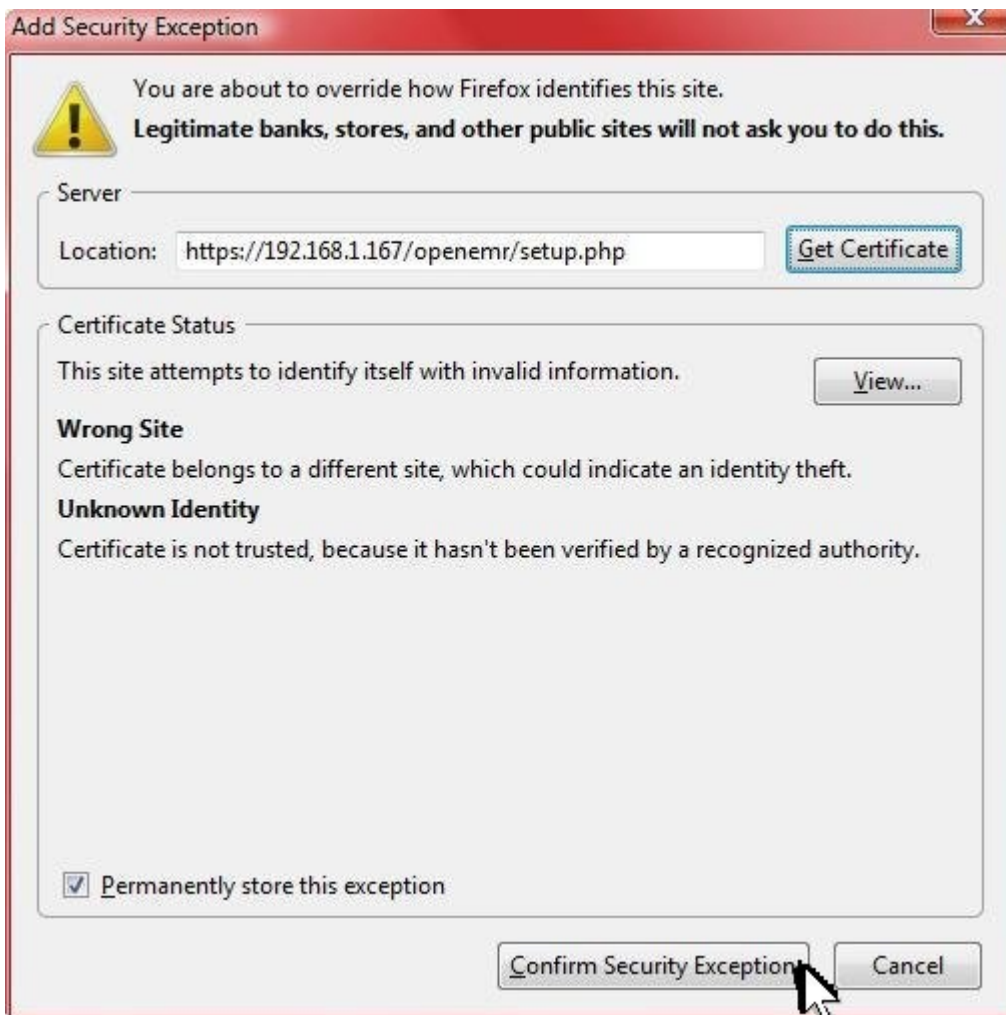 Add Security Exception
X
You are about to override how Firefox identifies this site.
Legitimate banks, stores, and other public sites will not ask you to do this.
Server
Location: https://192.168.1.167/openemr/setup.php Get Certificate
Certificate Status
This site attempts to identify itself with invalid information. View...
Wrong Site
Certificate belongs to a different site, which could indicate an identity theft.
Unknown Identity
Certificate is not trusted, because it hasn't been verified by a recognized authority.
Permanently store this exception
Confirm Security Exception Cancel